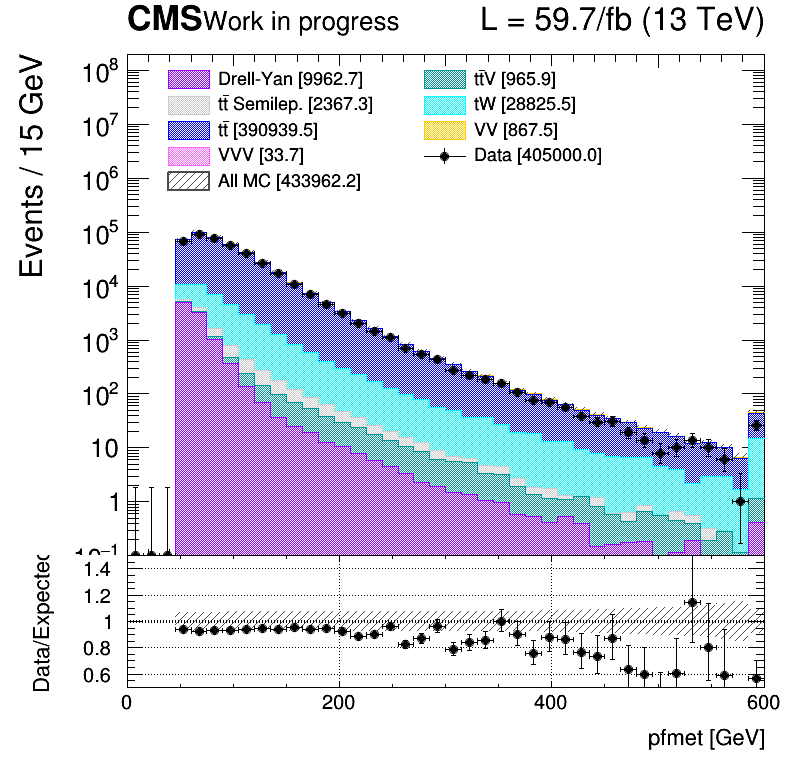 CMS Work in progress L = 59.7/fb (13 TeV)
Events / 15 GeV
10⁸
10⁷
10⁶
10⁵
10⁴
10³
10²
10
1
10⁻¹
Drell-Yan [9962.7]
tt̄ Semilep. [2367.3]
tt̄ [390939.5]
VVV [33.7]
All MC [433962.2]
tt̄V [965.9]
tW [28825.5]
VV [867.5]
Data [405000.0]
Data/Expected
1.4
1.2
1
0.8
0.6
0 200 400 600
pfmet [GeV]